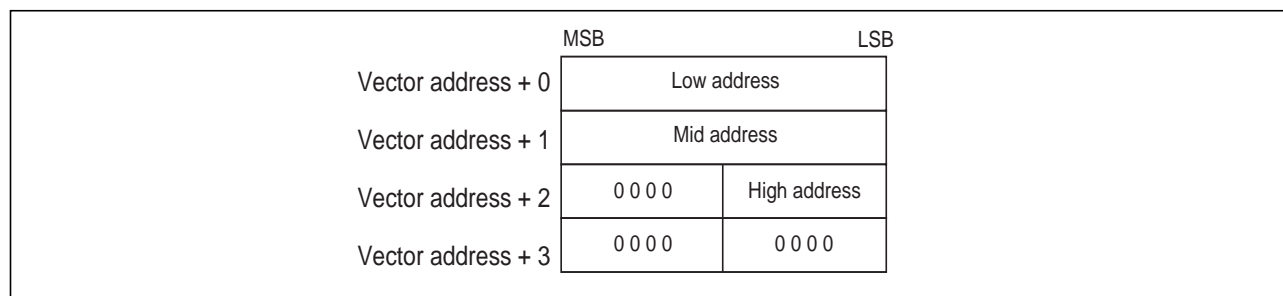 MSB LSB
Vector address + 0 Low address
Vector address + 1 Mid address
Vector address + 2 0 0 0 0 High address
Vector address + 3 0 0 0 0 0 0 0 0